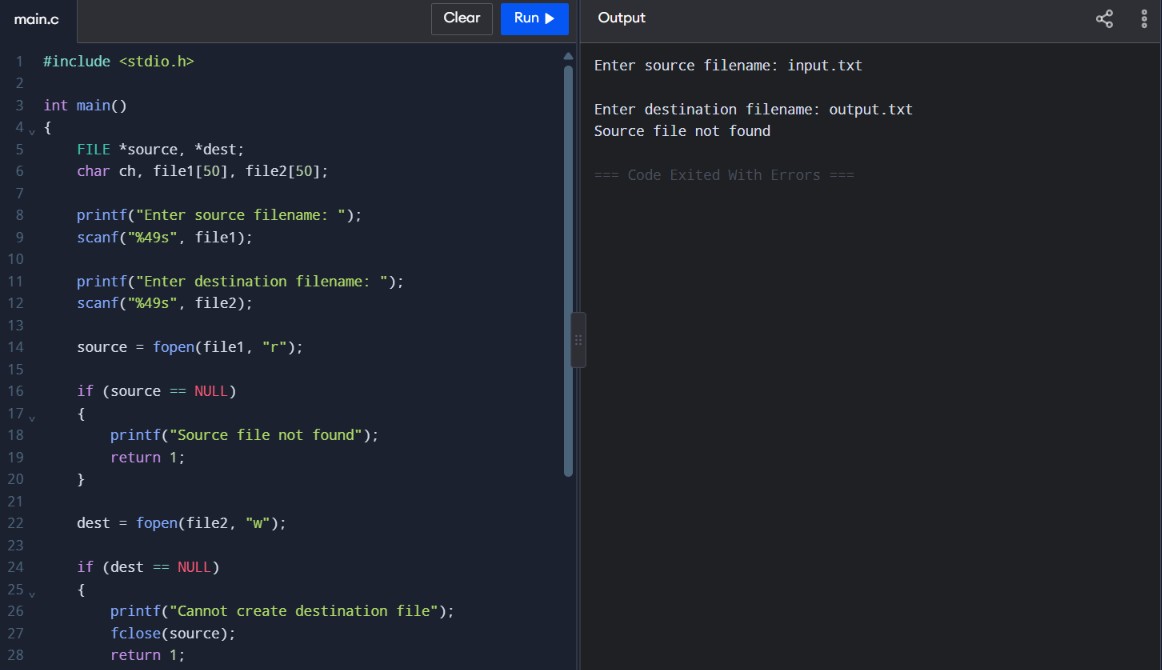 main.c
Clear
Run
Output
1 #include <stdio.h>
2
3 int main()
4 {
5     FILE *source, *dest;
6     char ch, file1[50], file2[50];
7
8     printf("Enter source filename: ");
9     scanf("%49s", file1);
10
11     printf("Enter destination filename: ");
12     scanf("%49s", file2);
13
14     source = fopen(file1, "r");
15
16     if (source == NULL)
17     {
18         printf("Source file not found");
19         return 1;
20     }
21
22     dest = fopen(file2, "w");
23
24     if (dest == NULL)
25     {
26         printf("Cannot create destination file");
27         fclose(source);
28         return 1;
Enter source filename: input.txt
Enter destination filename: output.txt
Source file not found
=== Code Exited With Errors ===